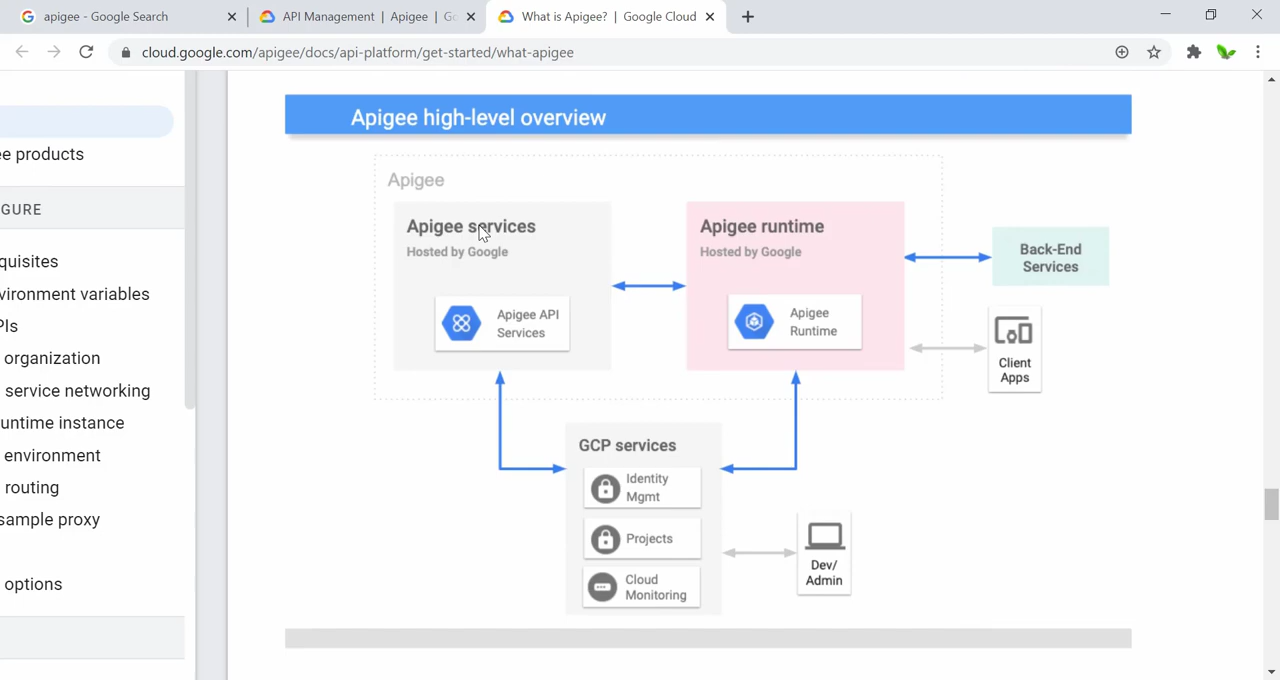 apigee - Google Search
API Management | Apigee | Go
What is Apigee? | Google Cloud
cloud.google.com/apigee/docs/api-platform/get-started/what-apigee
ee products
GURE
quisites
vironment variables
PIs
organization
service networking
untime instance
environment
routing
sample proxy
options
Apigee high-level overview
Apigee
Apigee services
Hosted by Google
Apigee API
Services
Apigee runtime
Hosted by Google
Apigee
Runtime
Back-End
Services
Client
Apps
GCP services
Identity
Mgmt
Projects
Cloud
Monitoring
Dev/
Admin